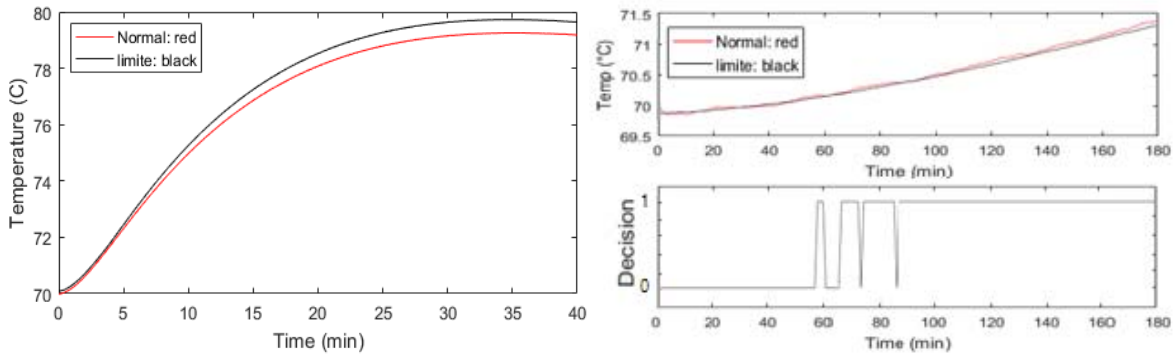 80
78
76
74
72
70
Temperature (C)
Normal: red
limite: black
0 5 10 15 20 25 30 35 40
Time (min)
71.5
71
70.5
70
69.5
Temp (°C)
Normal: red
limite: black
0 20 40 60 80 100 120 140 160 180
Time (min)
1
0
Decision
0 20 40 60 80 100 120 140 160 180
Time (min)